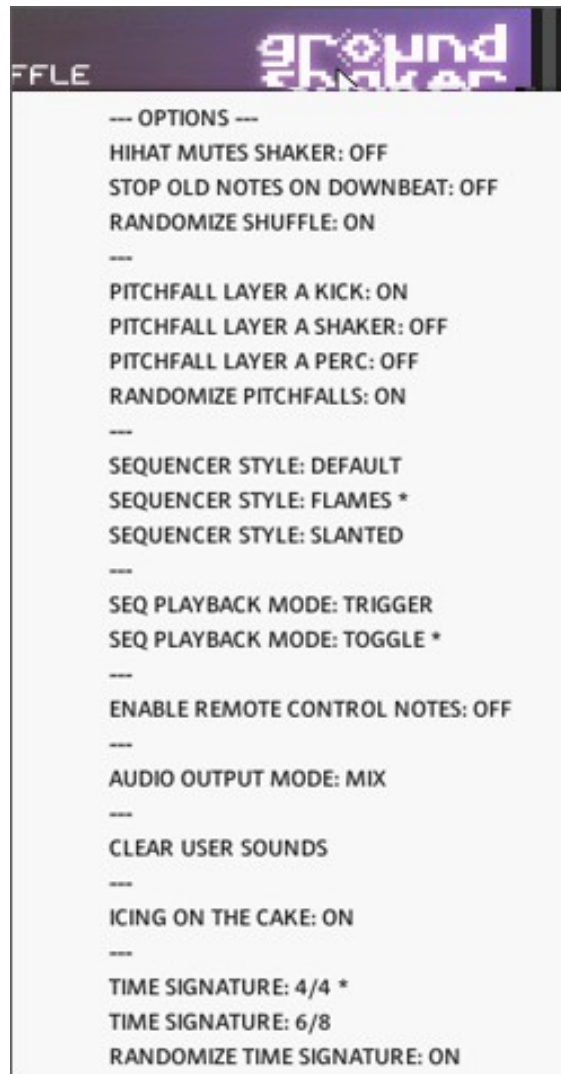 ground
FFLE
shaker
--- OPTIONS ---
HIHAT MUTES SHAKER: OFF
STOP OLD NOTES ON DOWNBEAT: OFF
RANDOMIZE SHUFFLE: ON
---
PITCHFALL LAYER A KICK: ON
PITCHFALL LAYER A SHAKER: OFF
PITCHFALL LAYER A PERC: OFF
RANDOMIZE PITCHFALLS: ON
---
SEQUENCER STYLE: DEFAULT
SEQUENCER STYLE: FLAMES *
SEQUENCER STYLE: SLANTED
---
SEQ PLAYBACK MODE: TRIGGER
SEQ PLAYBACK MODE: TOGGLE *
---
ENABLE REMOTE CONTROL NOTES: OFF
---
AUDIO OUTPUT MODE: MIX
---
CLEAR USER SOUNDS
---
ICING ON THE CAKE: ON
---
TIME SIGNATURE: 4/4 *
TIME SIGNATURE: 6/8
RANDOMIZE TIME SIGNATURE: ON